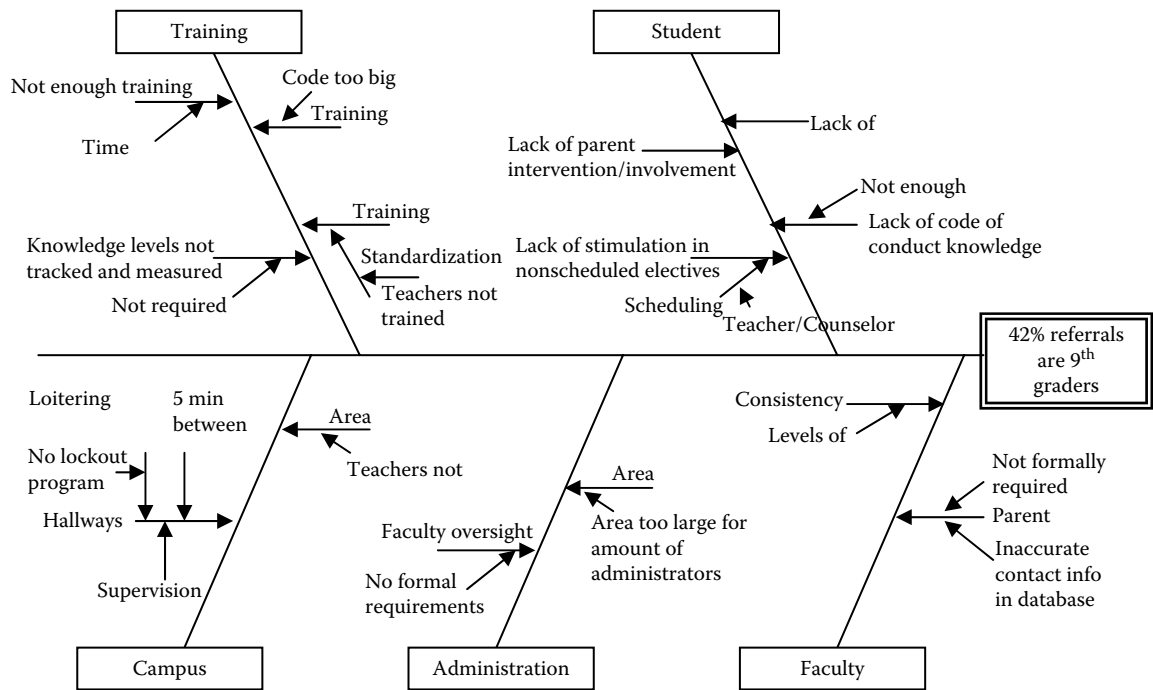 Training
Student
Not enough training
Code too big
Training
Time
Lack of
Lack of parent
intervention/involvement
Not enough
Training
Lack of code of
conduct knowledge
Knowledge levels not
tracked and measured
Standardization
Lack of stimulation in
nonscheduled electives
Not required
Teachers not
trained
Scheduling
Teacher/Counselor
42% referrals
are 9th
graders
Loitering
5 min
between
Area
Consistency
Levels of
Teachers not
No lockout
program
Area
Not formally
required
Hallways
Faculty oversight
Area too large for
amount of
administrators
Parent
Supervision
No formal
requirements
Inaccurate
contact info
in database
Campus
Administration
Faculty